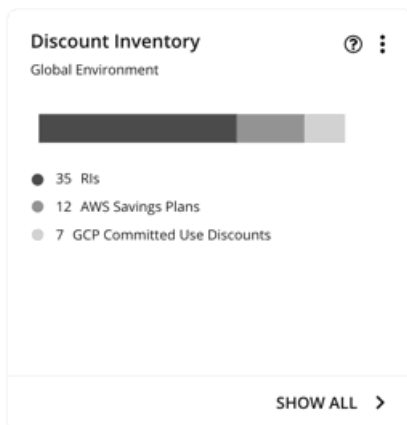 Discount Inventory
Global Environment
35 RIs
12 AWS Savings Plans
7 GCP Committed Use Discounts
SHOW ALL